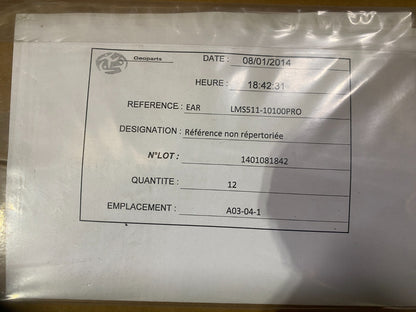 Geoparts
DATE : 08/01/2014
HEURE : 18:42:31
REFERENCE : EAR LMS511-10100PRO
DESIGNATION : Référence non répertoriée
N°LOT : 1401081842
QUANTITE : 12
EMPLACEMENT : A03-04-1